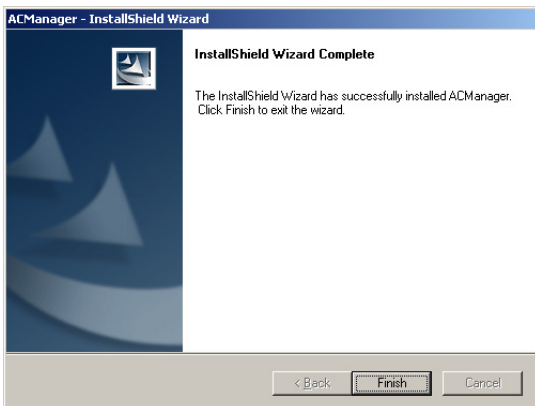 ACManager - InstallShield Wizard
InstallShield Wizard Complete
The InstallShield Wizard has successfully installed ACManager.
Click Finish to exit the wizard.
< Back
Finish
Cancel